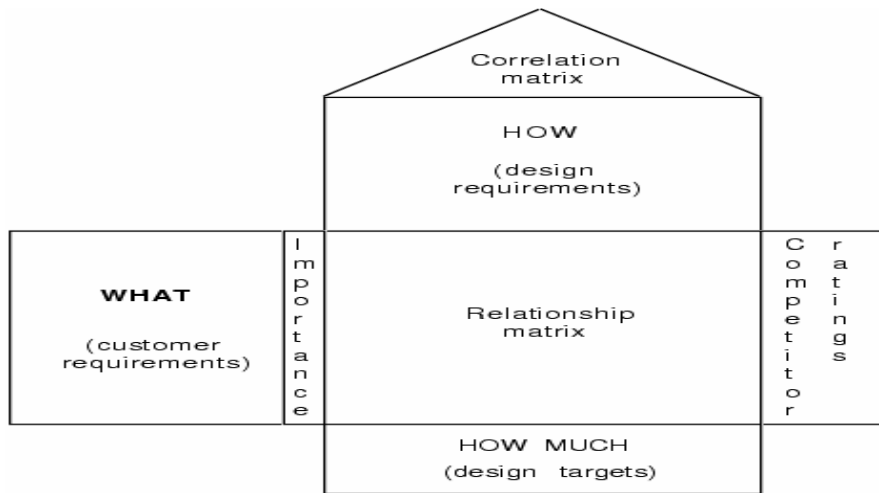 Correlation
matrix
HOW
(design
requirements)
WHAT
(customer
requirements)
Importance
Relationship
matrix
Competitor
ratings
HOW MUCH
(design targets)